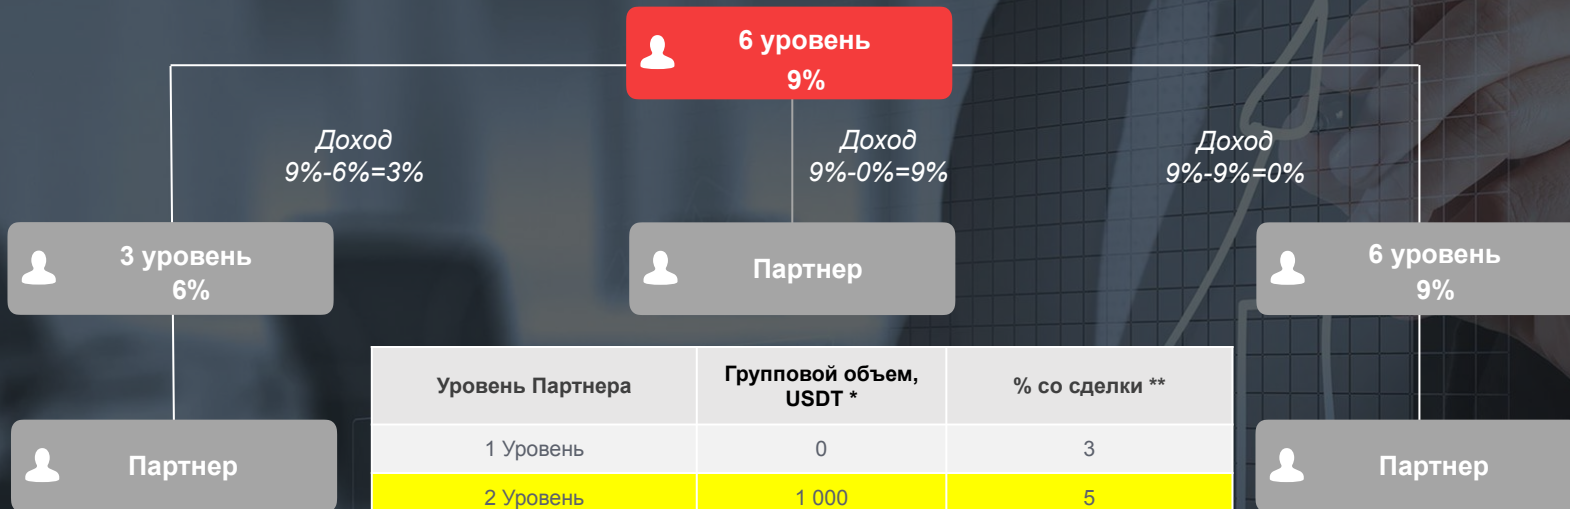 6 уровень
9%
Доход
9%-6%=3%
Доход
9%-0%=9%
Доход
9%-9%=0%
3 уровень
6%
Партнер
6 уровень
9%
Уровень Партнера
Групповой объем,
USDT *
% со сделки **
1 Уровень 0 3
2 Уровень 1 000 5
Партнер
Партнер